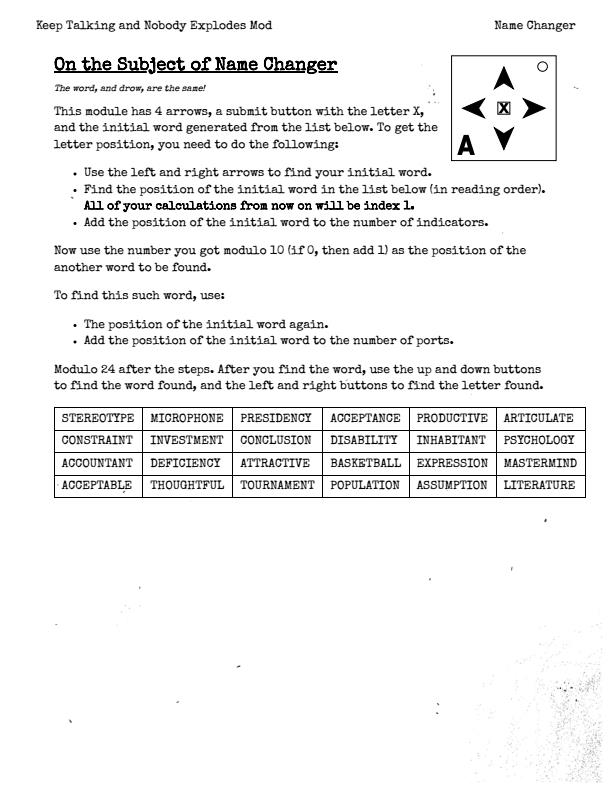 Keep Talking and Nobody Explodes Mod Name Changer
On the Subject of Name Changer
The word, and drow, are the same!
This module has 4 arrows, a submit button with the letter X,
and the initial word generated from the list below. To get the
letter position, you need to do the following:
X
A
• Use the left and right arrows to find your initial word.
• Find the position of the initial word in the list below (in reading order).
All of your calculations from now on will be index 1.
• Add the position of the initial word to the number of indicators.
Now use the number you got modulo 10 (if 0, then add 1) as the position of the
another word to be found.
To find this such word, use:
• The position of the initial word again.
• Add the position of the initial word to the number of ports.
Modulo 24 after the steps. After you find the word, use the up and down buttons
to find the word found, and the left and right buttons to find the letter found.
STEREOTYPE MICROPHONE PRESIDENCY ACCEPTANCE PRODUCTIVE ARTICULATE
CONSTRAINT INVESTMENT CONCLUSION DISABILITY INHABITANT PSYCHOLOGY
ACCOUNTANT DEFICIENCY ATTRACTIVE BASKETBALL EXPRESSION MASTERMIND
ACCEPTABLE THOUGHTFUL TOURNAMENT POPULATION ASSUMPTION LITERATURE